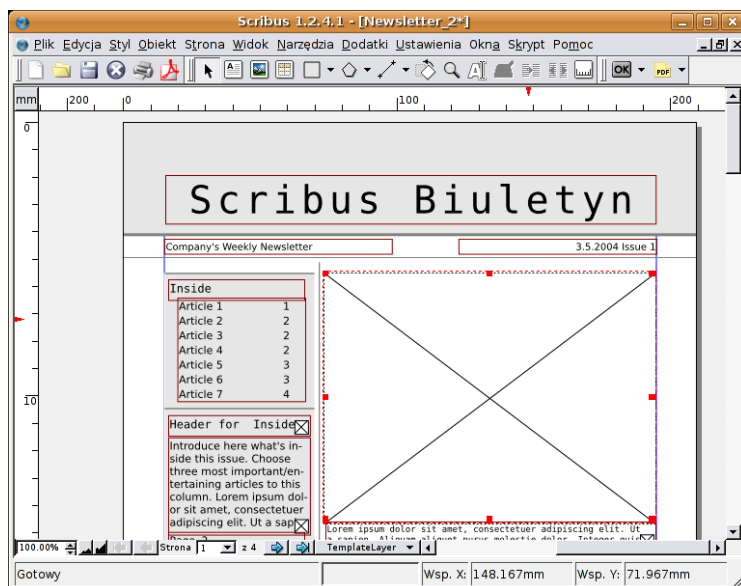 Scribus 1.2.4.1 - [Newsletter_2*]
Plik Edycja Styl Obiekt Strona Widok Narzędzia Dodatki Ustawienia Okna Skrypt Pomoc
OK PDF
mm 200 0 100 200
0
Scribus Biuletyn
Company's Weekly Newsletter 3.5.2004 Issue 1
Inside
Article 1 1
Article 2 2
Article 3 2
Article 4 2
Article 5 3
Article 6 3
Article 7 4
10
Header for Inside
Introduce here what's in-
side this issue. Choose
three most important/en-
tertaining articles to this
column. Lorem ipsum dol-
or sit amet, consectetuer
adipiscing elit. Ut a sap
Lorem ipsum dolor sit amet, consectetuer adipiscing elit. Ut
100.00% Strona 1 z 4 TemplateLayer
Gotowy Wsp. X: 148.167mm Wsp. Y: 71.967mm